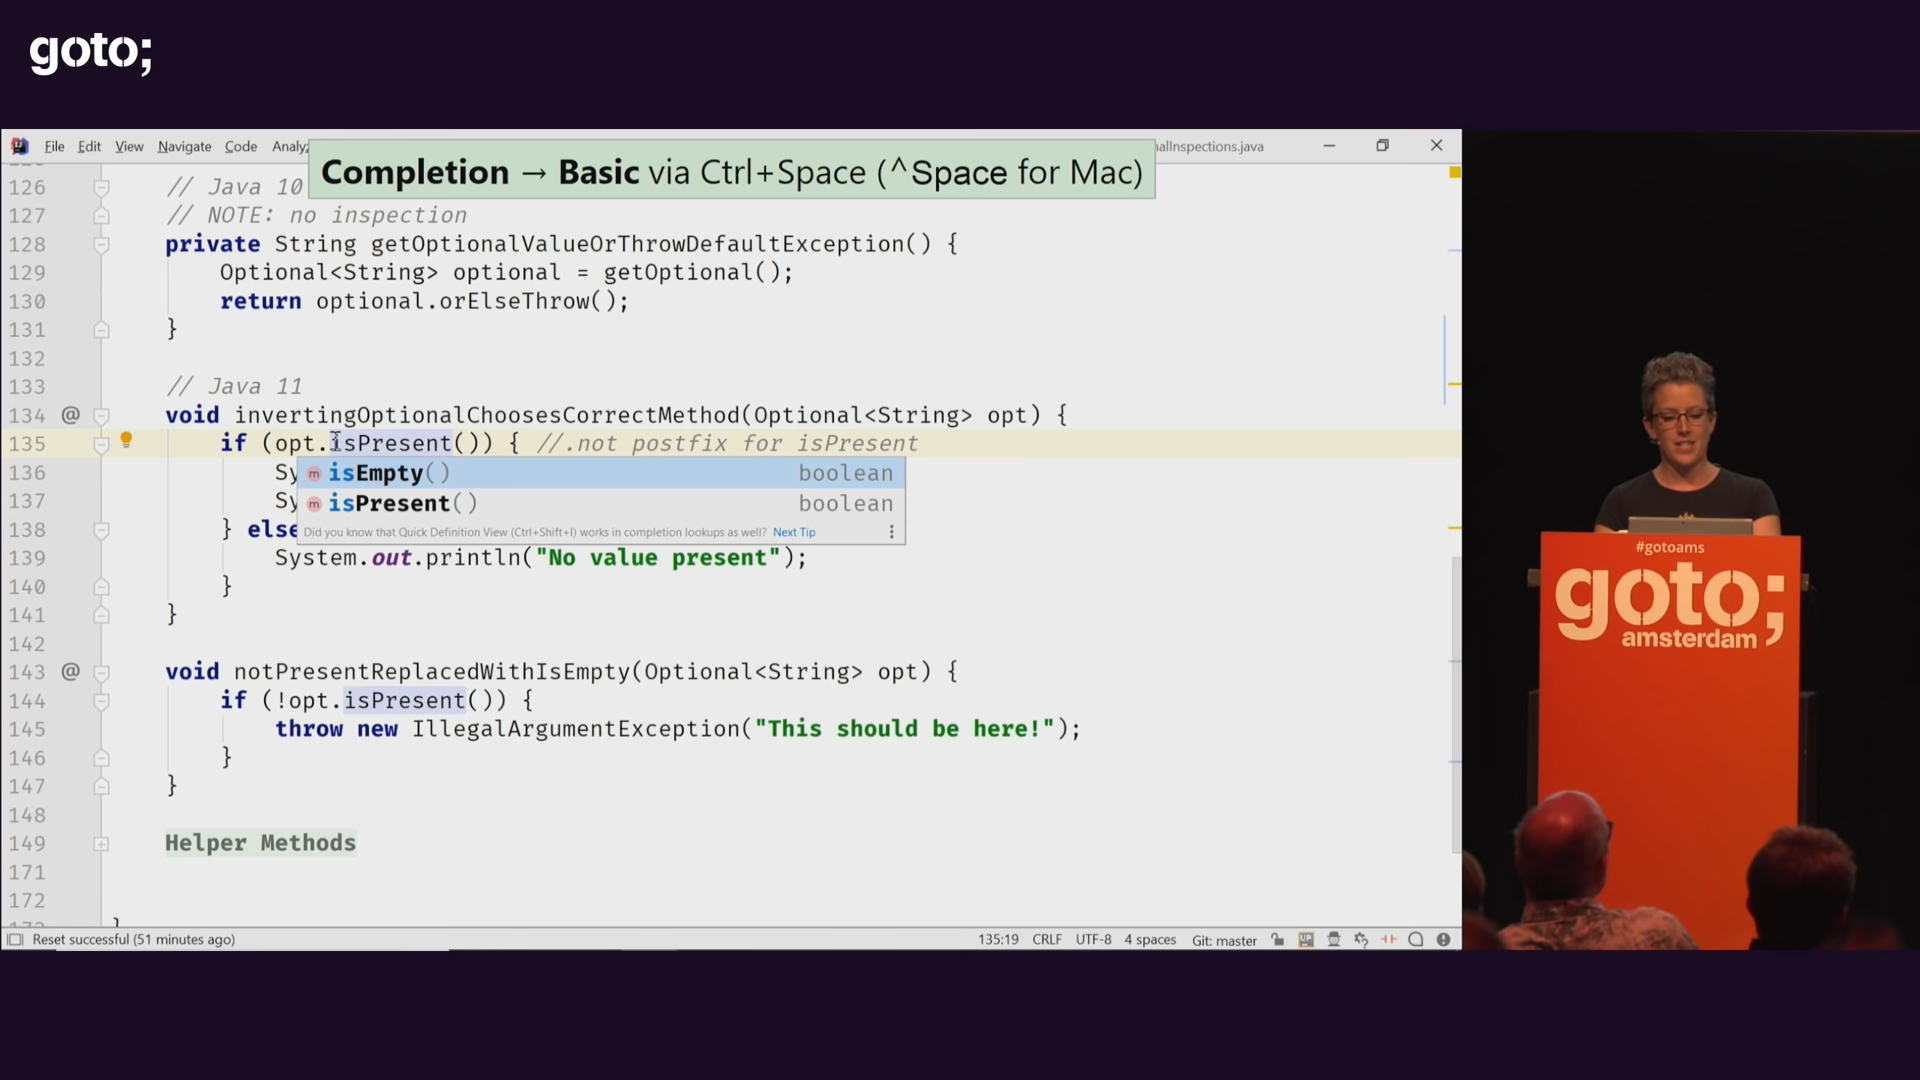 goto;
File Edit View Navigate Code
Completion → Basic via Ctrl+Space (^Space for Mac)
126 // Java 10
127 // NOTE: no inspection
128 private String getOptionalValueOrThrowDefaultException() {
129 Optional<String> optional = getOptional();
130 return optional.orElseThrow();
131 }
132
133 // Java 11
134 @ void invertingOptionalChoosesCorrectMethod(Optional<String> opt) {
135 if (opt.isPresent()) { //.not postfix for isPresent
136 Sy
m isEmpty() boolean
137 Sy
m isPresent() boolean
138 } else
Did you know that Quick Definition View (Ctrl+Shift+I) works in completion lookups as well? Next Tip
139 System.out.println("No value present");
140 }
141 }
142
143 @ void notPresentReplacedWithIsEmpty(Optional<String> opt) {
144 if (!opt.isPresent()) {
145 throw new IllegalArgumentException("This should be here!");
146 }
147 }
148
149 Helper Methods
171
172
Reset successful (51 minutes ago) 135:19 CRLF UTF-8 4 spaces Git: master
#gotoams
goto;
amsterdam